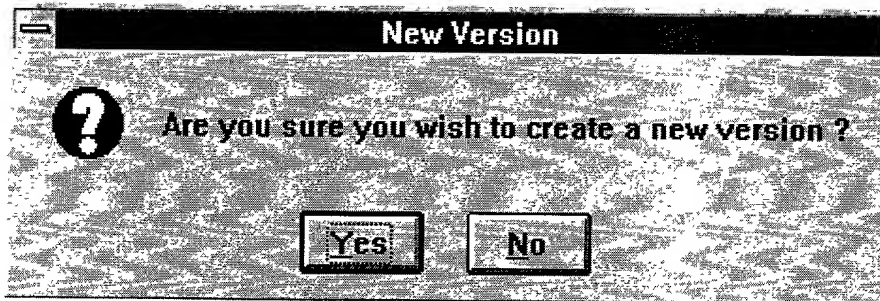 New Version
Are you sure you wish to create a new version ?
Yes
No